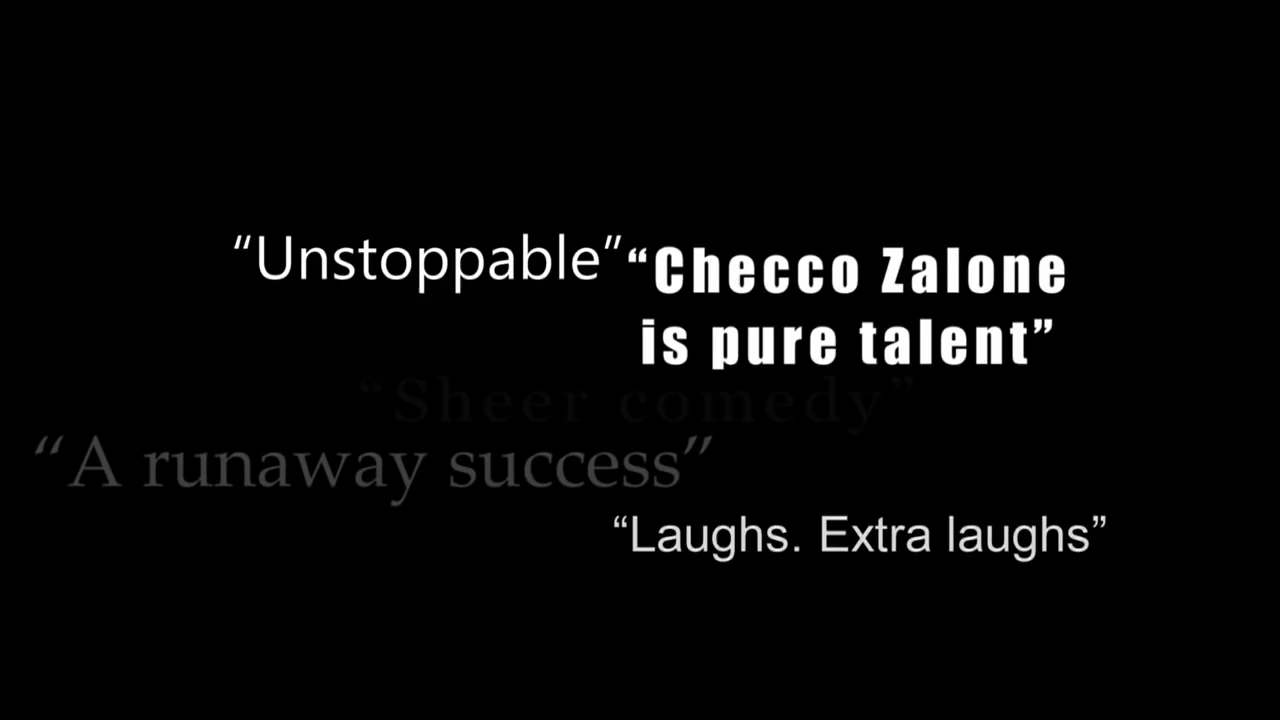 “Unstoppable”
“Checco Zalone
is pure talent”
“Sheer comedy”
“A runaway success”
“Laughs. Extra laughs”